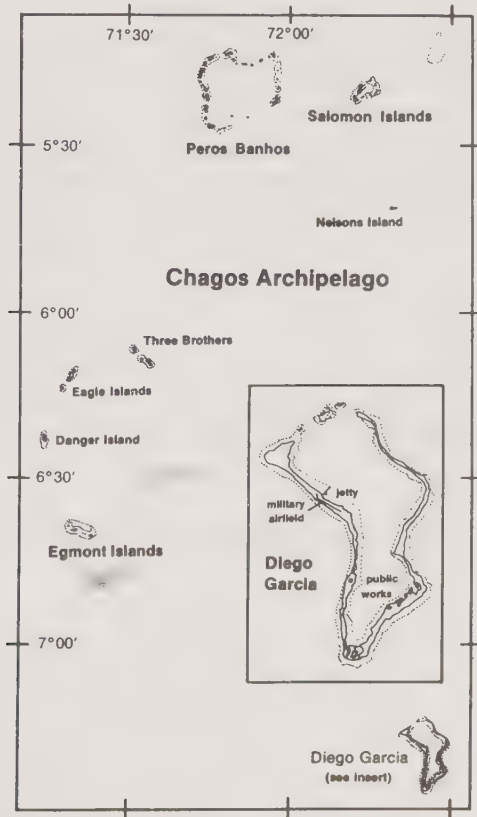 71°30′ 72°00′
Salomon Islands
5°30′
Peros Banhos
Nelsons Island
Chagos Archipelago
6°00′
Three Brothers
Eagle Islands
Danger Island
6°30′
jetty
military
airfield
Egmont Islands
Diego
Garcia
public
works
7°00′
Diego Garcia
(see insert)